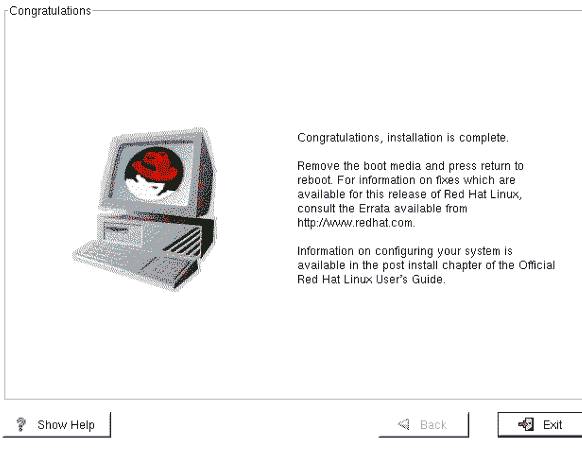 Congratulations
Congratulations, installation is complete.
Remove the boot media and press return to
reboot. For information on fixes which are
available for this release of Red Hat Linux,
consult the Errata available from
http://www.redhat.com.
Information on configuring your system is
available in the post install chapter of the Official
Red Hat Linux User's Guide.
Show Help
Back
Exit